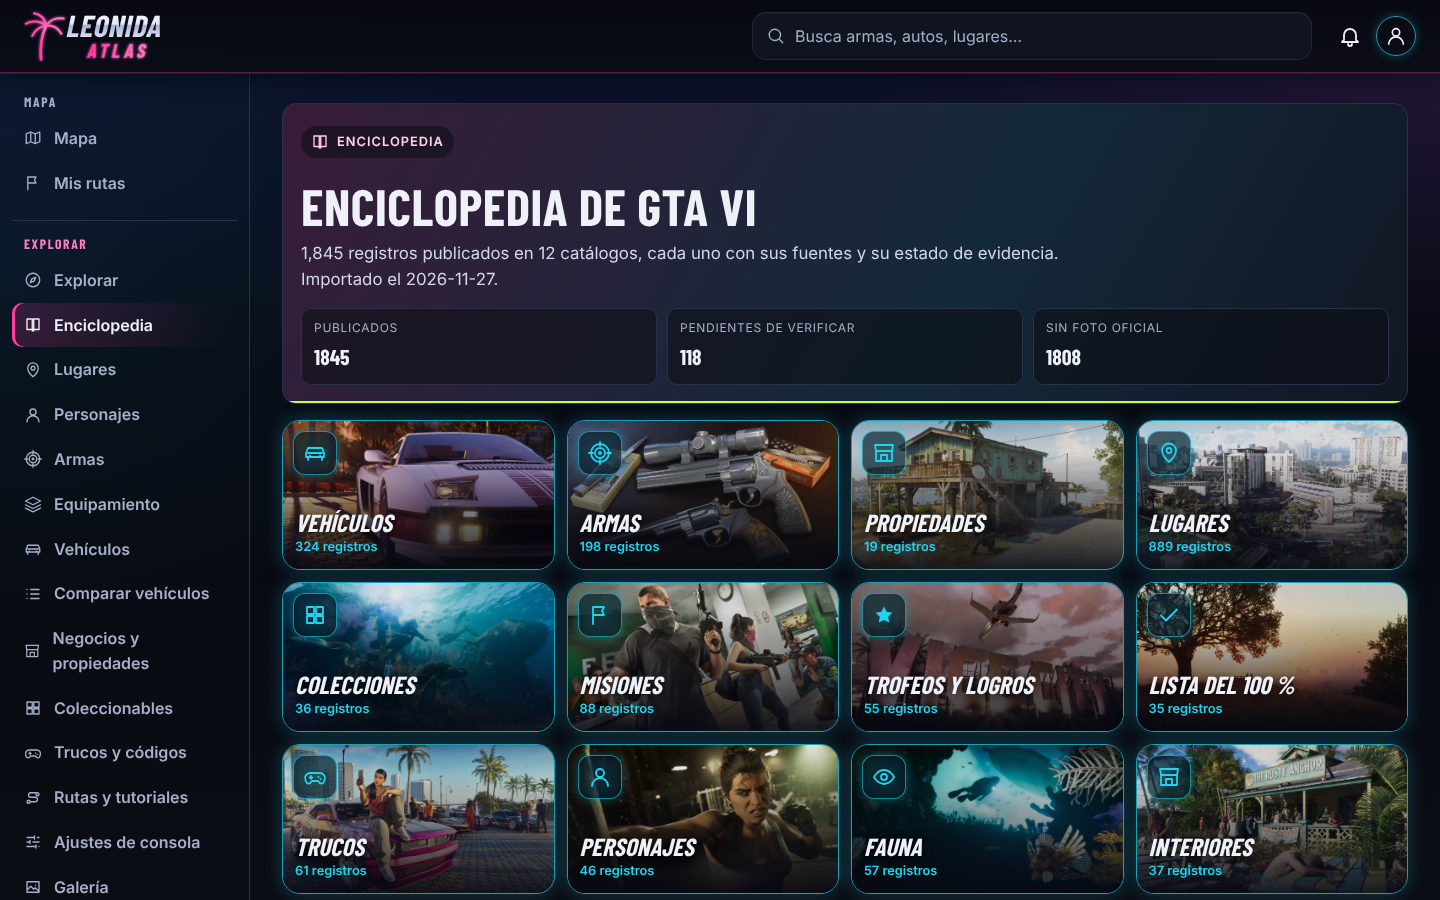 LEONIDA
ATLAS
Busca armas, autos, lugares...
MAPA
Mapa
Mis rutas
EXPLORAR
Explorar
Enciclopedia
Lugares
Personajes
Armas
Equipamiento
Vehículos
Comparar vehículos
Negocios y
propiedades
Coleccionables
Trucos y códigos
Rutas y tutoriales
Ajustes de consola
Galería
ENCICLOPEDIA
ENCICLOPEDIA DE GTA VI
1,845 registros publicados en 12 catálogos, cada uno con sus fuentes y su estado de evidencia.
Importado el 2026-11-27.
PUBLICADOS
1845
PENDIENTES DE VERIFICAR
118
SIN FOTO OFICIAL
1808
VEHÍCULOS
324 registros
ARMAS
198 registros
PROPIEDADES
19 registros
LUGARES
889 registros
COLECCIONES
36 registros
MISIONES
88 registros
TROFEOS Y LOGROS
55 registros
LISTA DEL 100 %
35 registros
TRUCOS
61 registros
PERSONAJES
46 registros
FAUNA
57 registros
THE RUSTY ANCHOR
INTERIORES
37 registros